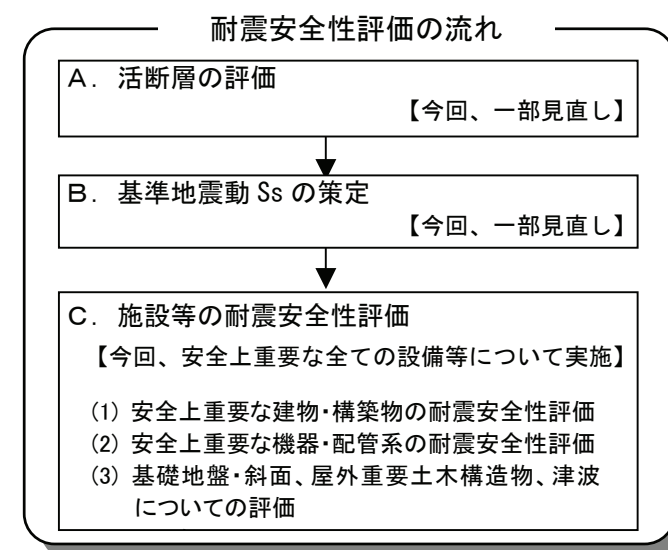 耐震安全性評価の流れ
A. 活断層の評価
【今回、一部見直し】
B. 基準地震動 Ss の策定
【今回、一部見直し】
C. 施設等の耐震安全性評価
【今回、安全上重要な全ての設備等について実施】
(1) 安全上重要な建物・構築物の耐震安全性評価
(2) 安全上重要な機器・配管系の耐震安全性評価
(3) 基礎地盤・斜面、屋外重要土木構造物、津波
についての評価